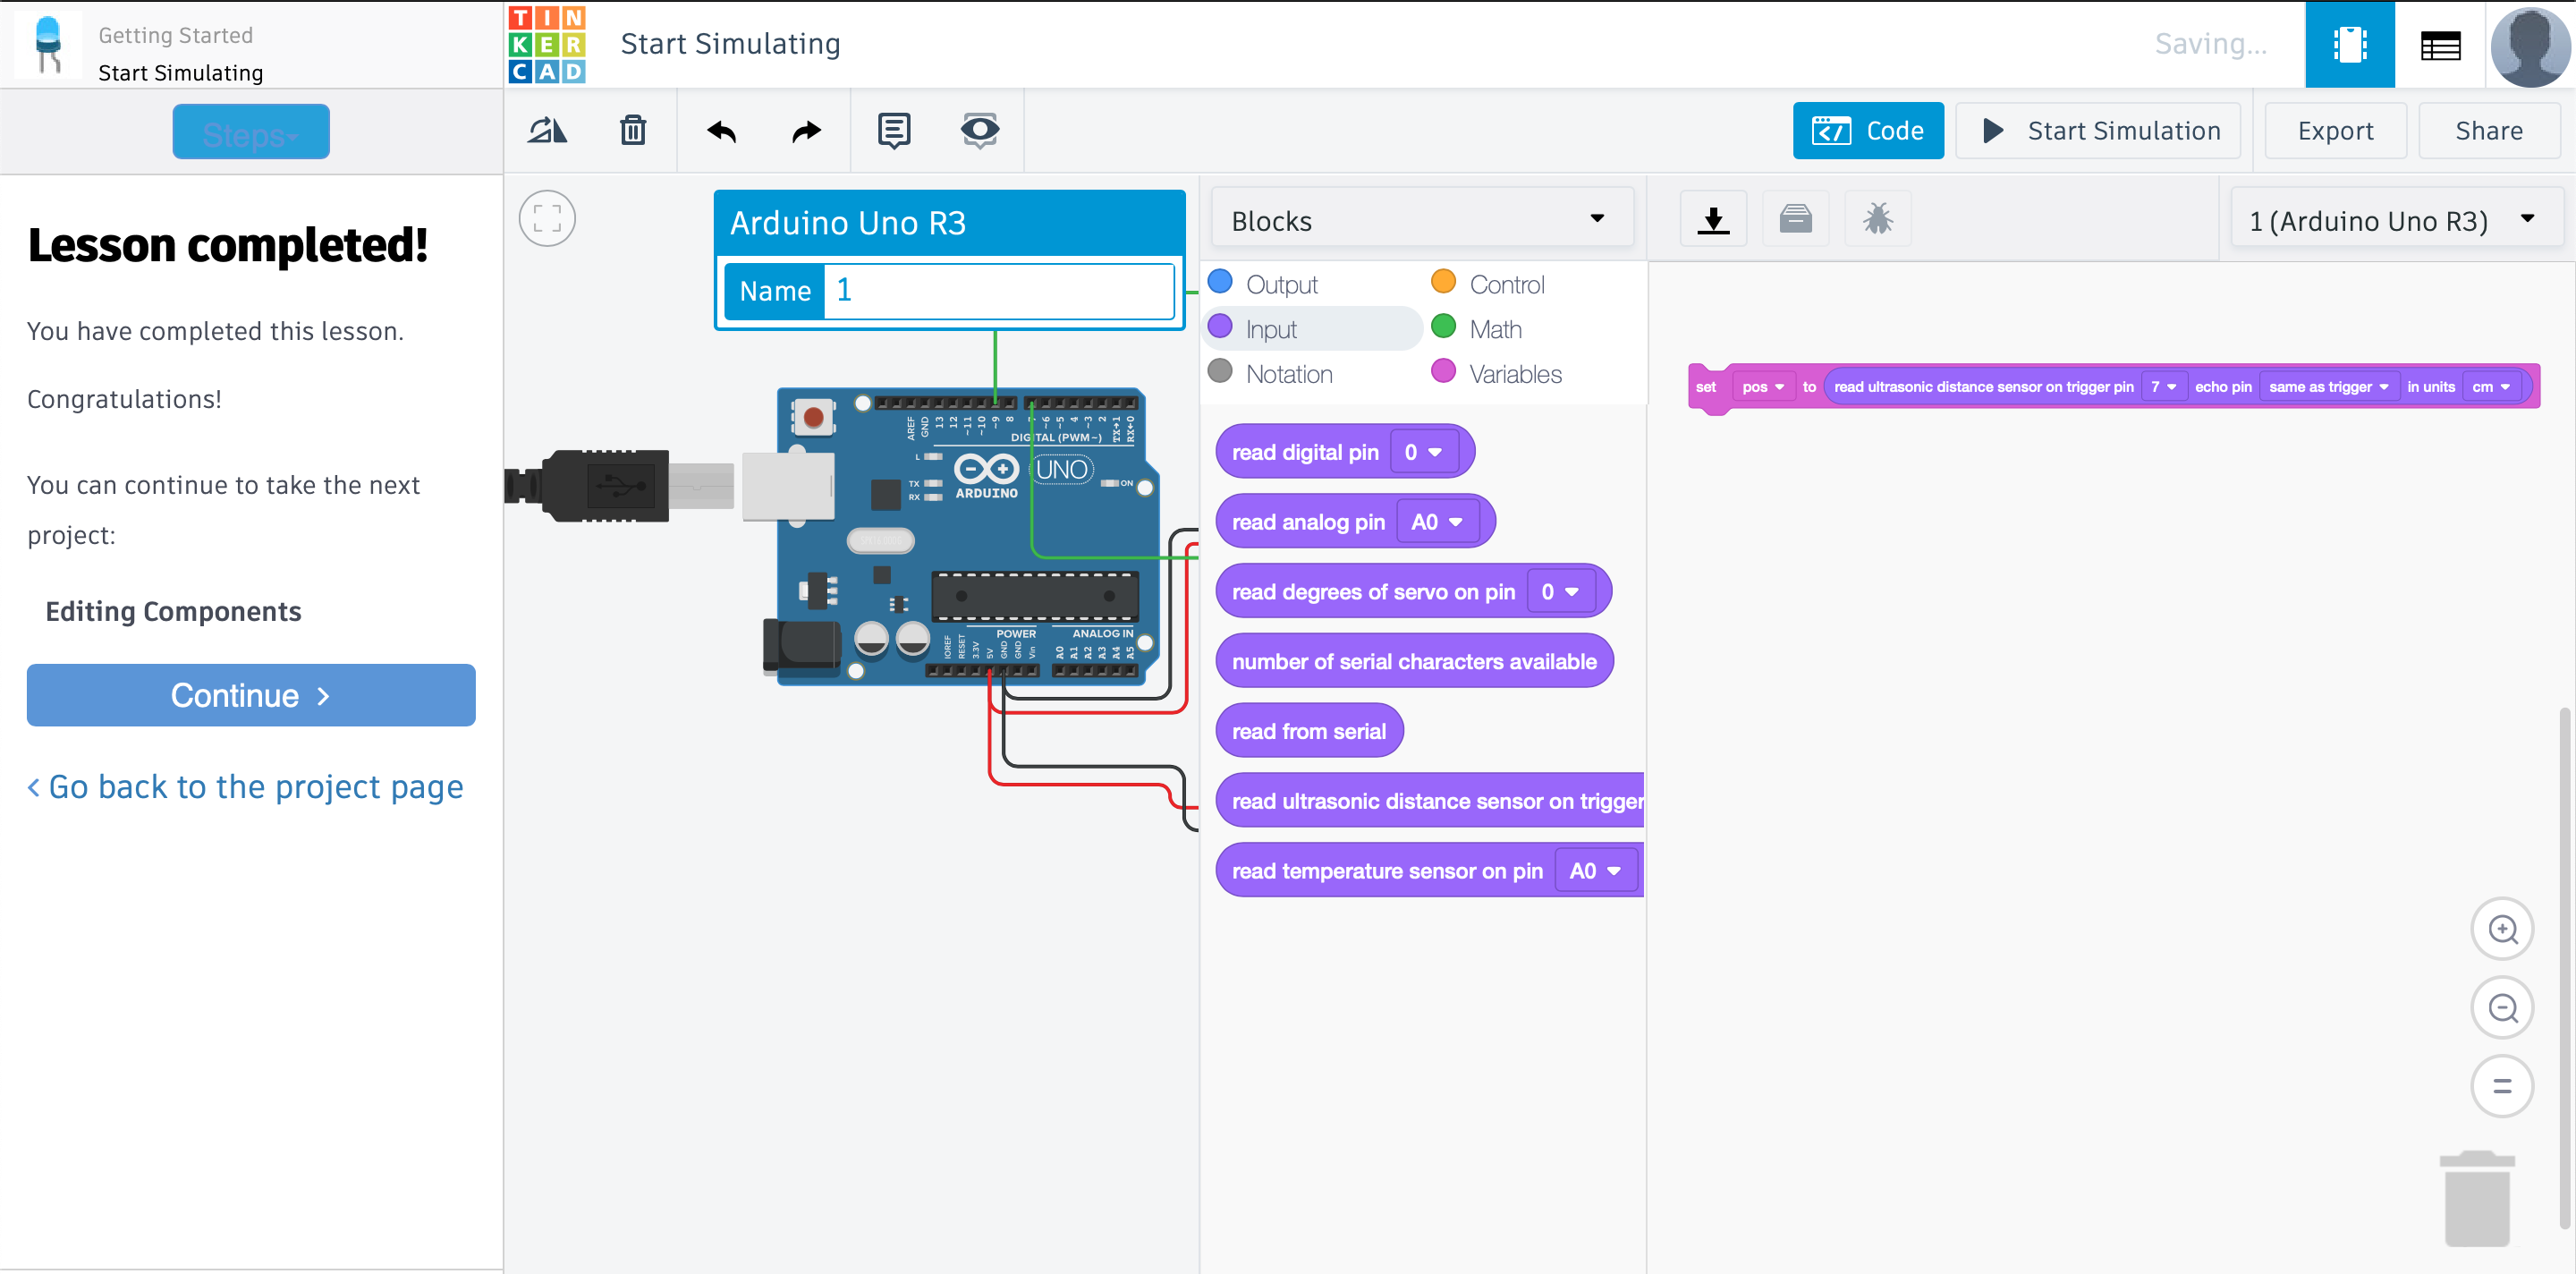 Getting Started
Start Simulating
TIN
KER
CAD
Start Simulating
Saving...
Steps
Code
Start Simulation
Export
Share
Lesson completed!
You have completed this lesson.
Congratulations!
You can continue to take the next
project:
Editing Components
Continue
Go back to the project page
Arduino Uno R3
Name 1
AREF
GND
13
12
~11
~10
~9
8
7
~6
~5
4
~3
2
TX→1
RX←0
DIGITAL (PWM~)
L
TX
RX
ARDUINO
UNO
ON
POWER
ANALOG IN
IOREF
RESET
3.3V
5V
GND
GND
Vin
A0
A1
A2
A3
A4
A5
Blocks
1 (Arduino Uno R3)
Output
Control
Input
Math
Notation
Variables
read digital pin 0
read analog pin A0
read degrees of servo on pin 0
number of serial characters available
read from serial
read ultrasonic distance sensor on trigger
read temperature sensor on pin A0
set pos to read ultrasonic distance sensor on trigger pin 7 echo pin same as trigger in units cm